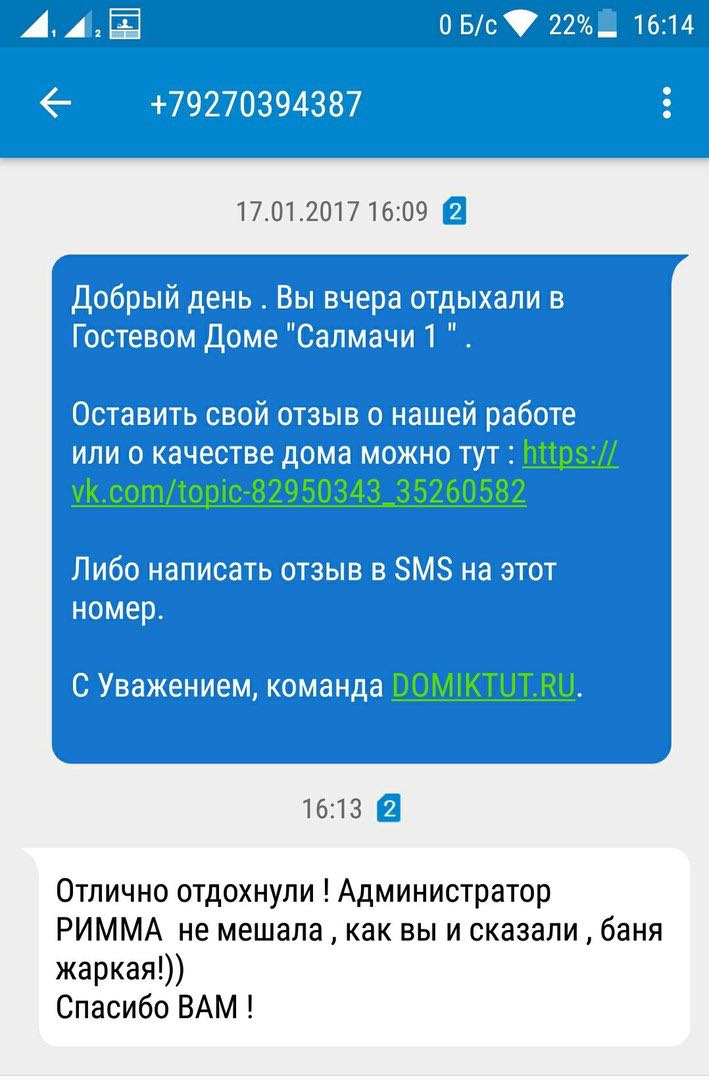 1 2 0 Б/с 22% 16:14
+79270394387
17.01.2017 16:09 2
Добрый день . Вы вчера отдыхали в
Гостевом Доме "Салмачи 1 " .
Оставить свой отзыв о нашей работе
или о качестве дома можно тут : https://
vk.com/topic-82950343_35260582
Либо написать отзыв в SMS на этот
номер.
С Уважением, команда DOMIKTUT.RU.
16:13 2
Отлично отдохнули ! Администратор
РИММА  не мешала , как вы и сказали , баня
жаркая!))
Спасибо ВАМ !